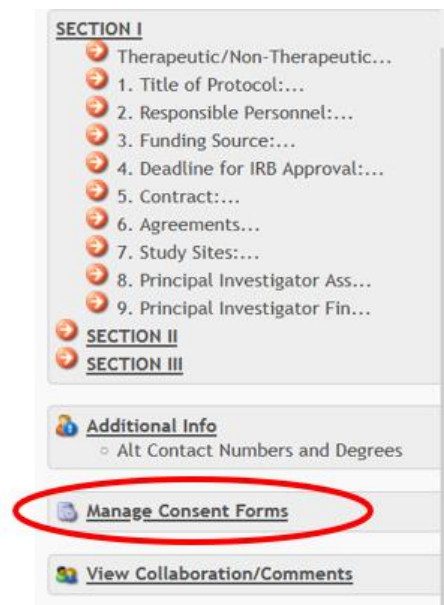 SECTION I
Therapeutic/Non-Therapeutic...
1. Title of Protocol:...
2. Responsible Personnel:...
3. Funding Source:...
4. Deadline for IRB Approval:...
5. Contract:...
6. Agreements...
7. Study Sites:...
8. Principal Investigator Ass...
9. Principal Investigator Fin...
SECTION II
SECTION III
Additional Info
Alt Contact Numbers and Degrees
Manage Consent Forms
View Collaboration/Comments